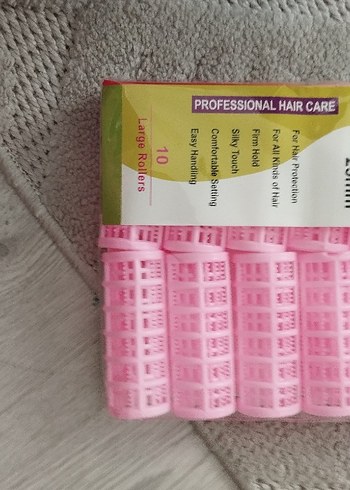 PROFESSIONAL HAIR CARE
For Hair Protection
For All Kinds of Hair
Firm Hold
Silky Touch
Comfortable Setting
Easy Handling
10
Large Rollers